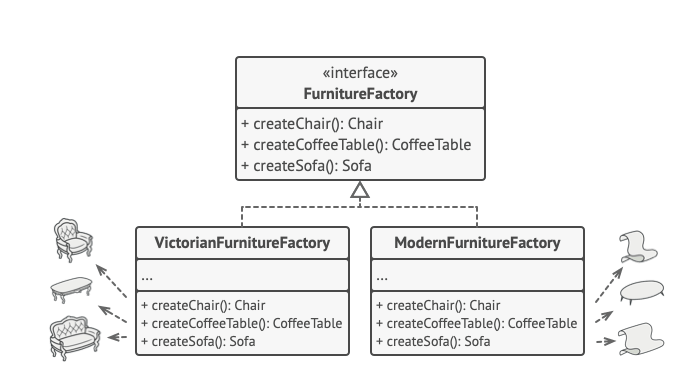 «interface»
FurnitureFactory
+ createChair(): Chair
+ createCoffeeTable(): CoffeeTable
+ createSofa(): Sofa
VictorianFurnitureFactory
...
+ createChair(): Chair
+ createCoffeeTable(): CoffeeTable
+ createSofa(): Sofa
ModernFurnitureFactory
...
+ createChair(): Chair
+ createCoffeeTable(): CoffeeTable
+ createSofa(): Sofa